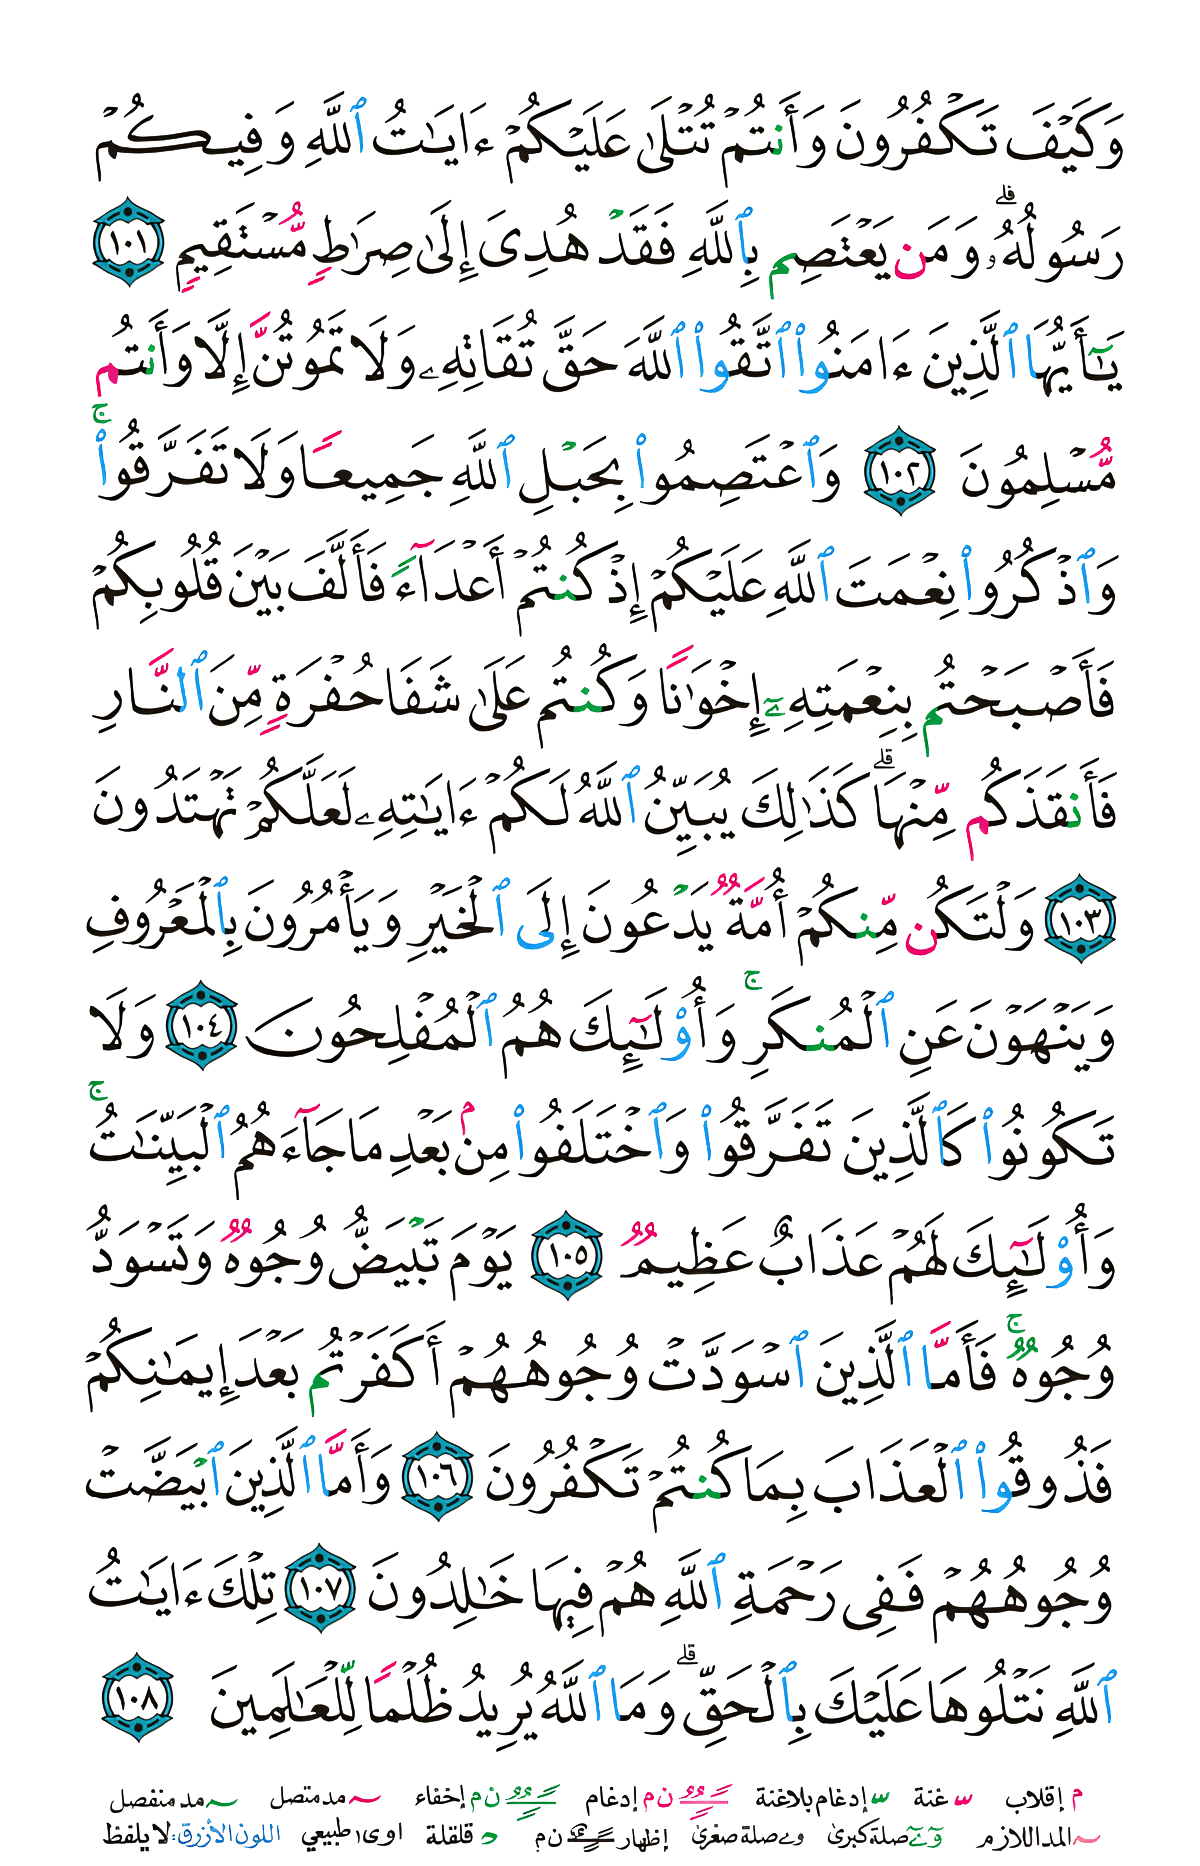 وَكَيْفَ تَكْفُرُونَ وَأَنتُمْ تُتْلَىٰ عَلَيْكُمْ ءَايَـٰتُ ٱللَّهِ وَفِيكُمْ
رَسُولُهُۥ ۗ وَمَن يَعْتَصِم بِٱللَّهِ فَقَدْ هُدِىَ إِلَىٰ صِرَٰطٍ مُّسْتَقِيمٍ ١٠١
يَـٰٓأَيُّهَا ٱلَّذِينَ ءَامَنُوا۟ ٱتَّقُوا۟ ٱللَّهَ حَقَّ تُقَاتِهِۦ وَلَا تَمُوتُنَّ إِلَّا وَأَنتُم
مُّسْلِمُونَ ١٠٢ وَٱعْتَصِمُوا۟ بِحَبْلِ ٱللَّهِ جَمِيعًا وَلَا تَفَرَّقُوا۟ ۚ
وَٱذْكُرُوا۟ نِعْمَتَ ٱللَّهِ عَلَيْكُمْ إِذْ كُنتُمْ أَعْدَآءً فَأَلَّفَ بَيْنَ قُلُوبِكُمْ
فَأَصْبَحْتُم بِنِعْمَتِهِۦٓ إِخْوَٰنًا وَكُنتُمْ عَلَىٰ شَفَا حُفْرَةٍ مِّنَ ٱلنَّارِ
فَأَنقَذَكُم مِّنْهَا ۗ كَذَٰلِكَ يُبَيِّنُ ٱللَّهُ لَكُمْ ءَايَـٰتِهِۦ لَعَلَّكُمْ تَهْتَدُونَ
١٠٣ وَلْتَكُن مِّنكُمْ أُمَّةٌ يَدْعُونَ إِلَى ٱلْخَيْرِ وَيَأْمُرُونَ بِٱلْمَعْرُوفِ
وَيَنْهَوْنَ عَنِ ٱلْمُنكَرِ ۚ وَأُو۟لَـٰٓئِكَ هُمُ ٱلْمُفْلِحُونَ ١٠٤ وَلَا
تَكُونُوا۟ كَٱلَّذِينَ تَفَرَّقُوا۟ وَٱخْتَلَفُوا۟ مِنۢ بَعْدِ مَا جَآءَهُمُ ٱلْبَيِّنَـٰتُ ۚ
وَأُو۟لَـٰٓئِكَ لَهُمْ عَذَابٌ عَظِيمٌ ١٠٥ يَوْمَ تَبْيَضُّ وُجُوهٌ وَتَسْوَدُّ
وُجُوهٌ ۚ فَأَمَّا ٱلَّذِينَ ٱسْوَدَّتْ وُجُوهُهُمْ أَكَفَرْتُم بَعْدَ إِيمَـٰنِكُمْ
فَذُوقُوا۟ ٱلْعَذَابَ بِمَا كُنتُمْ تَكْفُرُونَ ١٠٦ وَأَمَّا ٱلَّذِينَ ٱبْيَضَّتْ
وُجُوهُهُمْ فَفِى رَحْمَةِ ٱللَّهِ هُمْ فِيهَا خَـٰلِدُونَ ١٠٧ تِلْكَ ءَايَـٰتُ
ٱللَّهِ نَتْلُوهَا عَلَيْكَ بِٱلْحَقِّ ۗ وَمَا ٱللَّهُ يُرِيدُ ظُلْمًا لِّلْعَـٰلَمِينَ ١٠٨
م إقلاب غنة إدغام بلاغنة ن م إدغام ن م إخفاء مد متصل مد منفصل
المد اللازم صلة كبرى و ے صلة صغرى إظهار ن م قلقلة ا و ى طبيعي اللون الأزرق: لا يلفظ